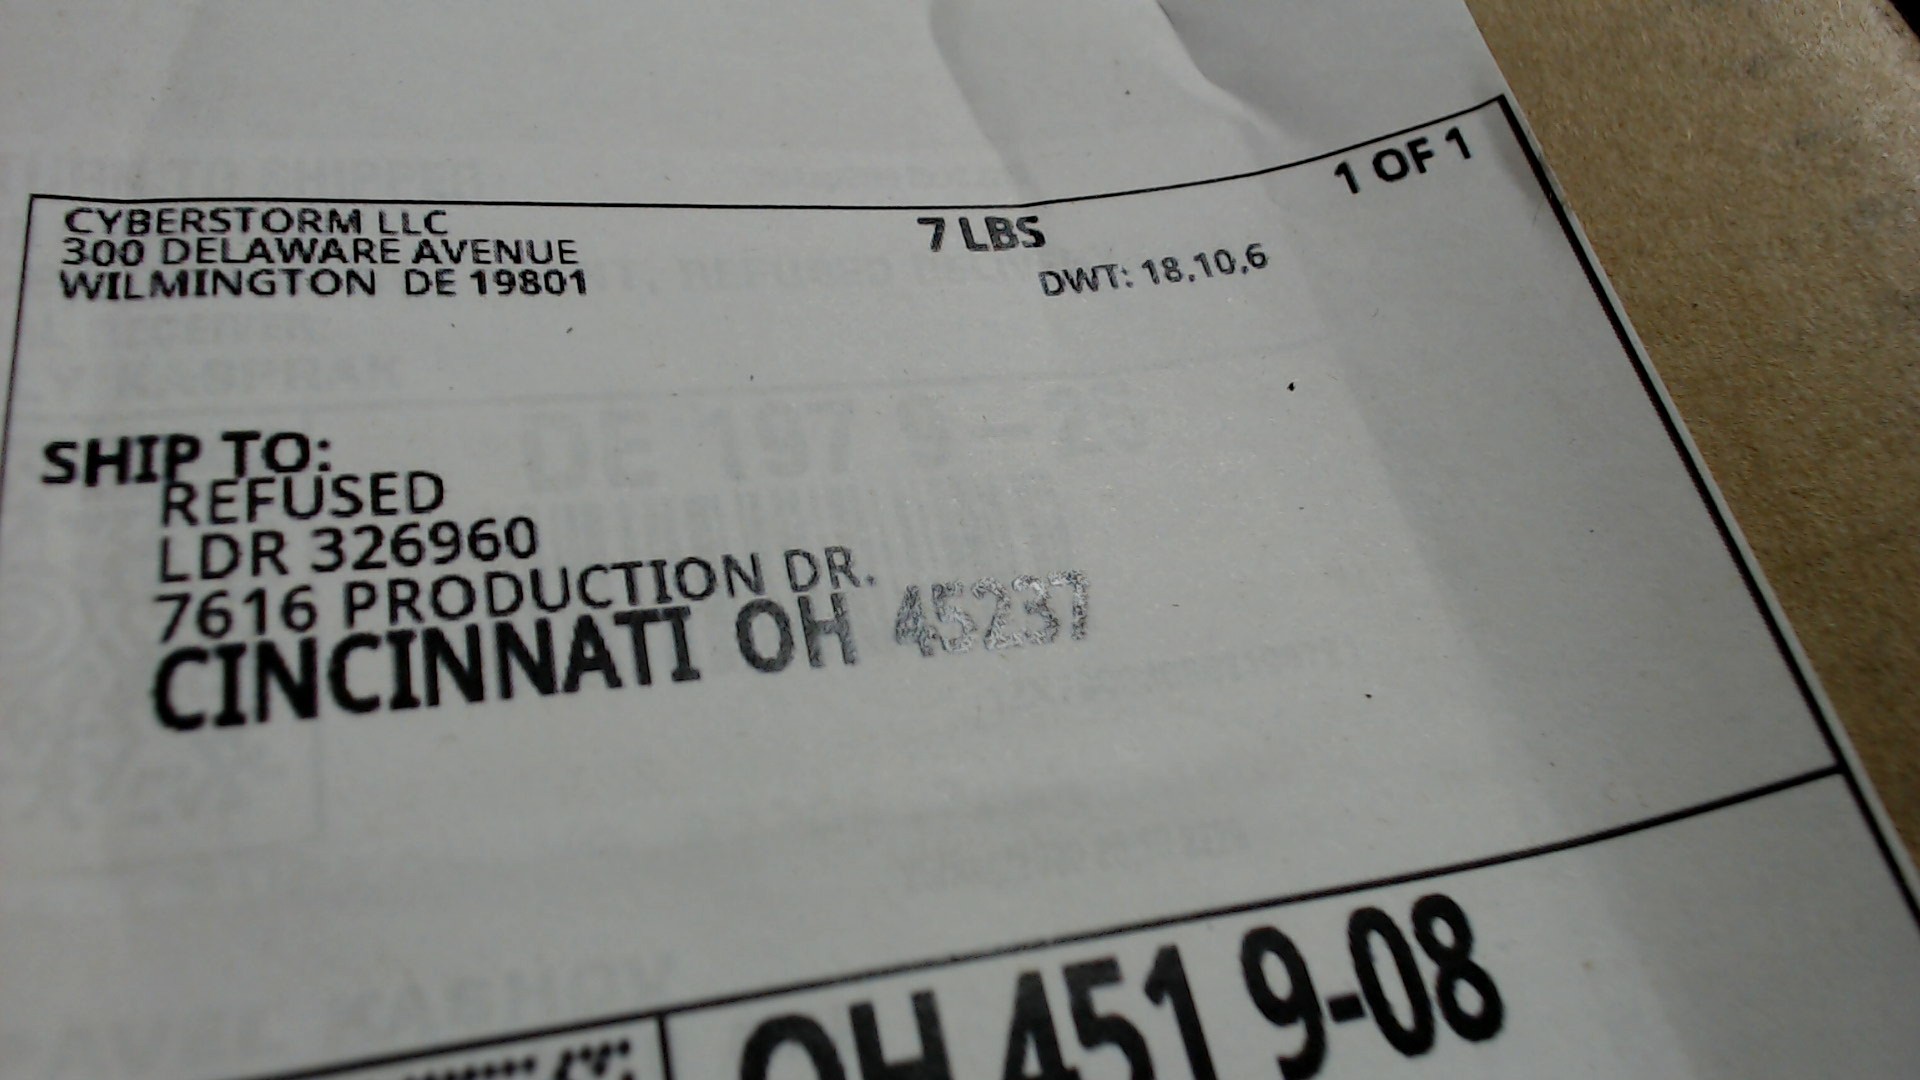 CYBERSTORM LLC
300 DELAWARE AVENUE
WILMINGTON DE 19801
7 LBS
1 OF 1
DWT: 18,10,6
SHIP TO:
REFUSED
LDR 326960
7616 PRODUCTION DR.
CINCINNATI OH 45237
OH 451 9-08